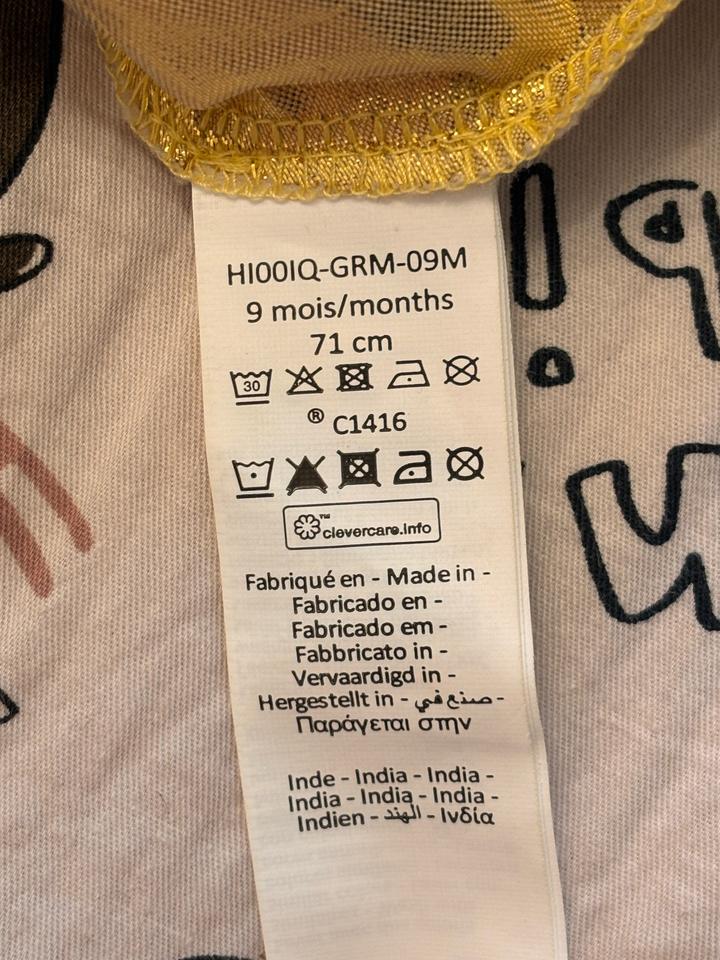 HI00IQ-GRM-09M
9 mois/months
71 cm
30
® C1416
™ clevercare.info
Fabriqué en - Made in -
Fabricado en -
Fabricado em -
Fabbricato in -
Vervaardigd in -
Hergestellt in - صنع في -
Παράγεται στην
Inde - India - India -
India - India - India -
Indien - الهند - Ινδία